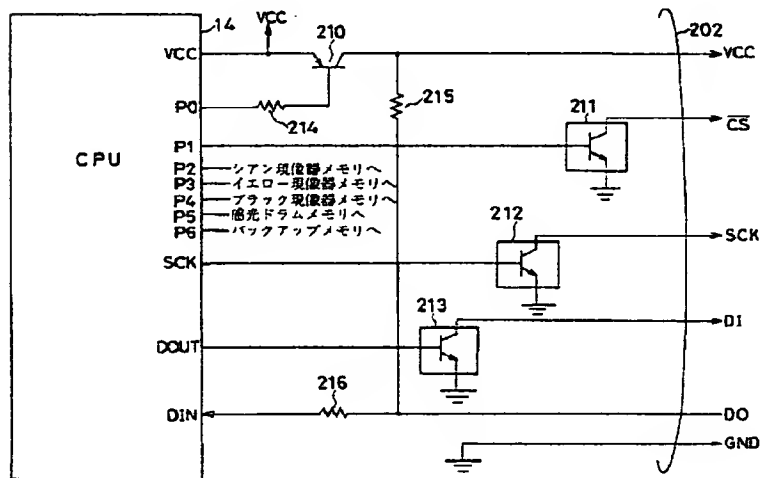 14
VCC
210
202
VCC
VCC
P0
214
215
211
CS
P1
CPU
P2 シアン現像器メモリへ
P3 イエロー現像器メモリへ
P4 ブラック現像器メモリへ
P5 感光ドラムメモリへ
P6 バックアップメモリへ
212
SCK
SCK
213
DI
DOUT
216
DIN
DO
GND